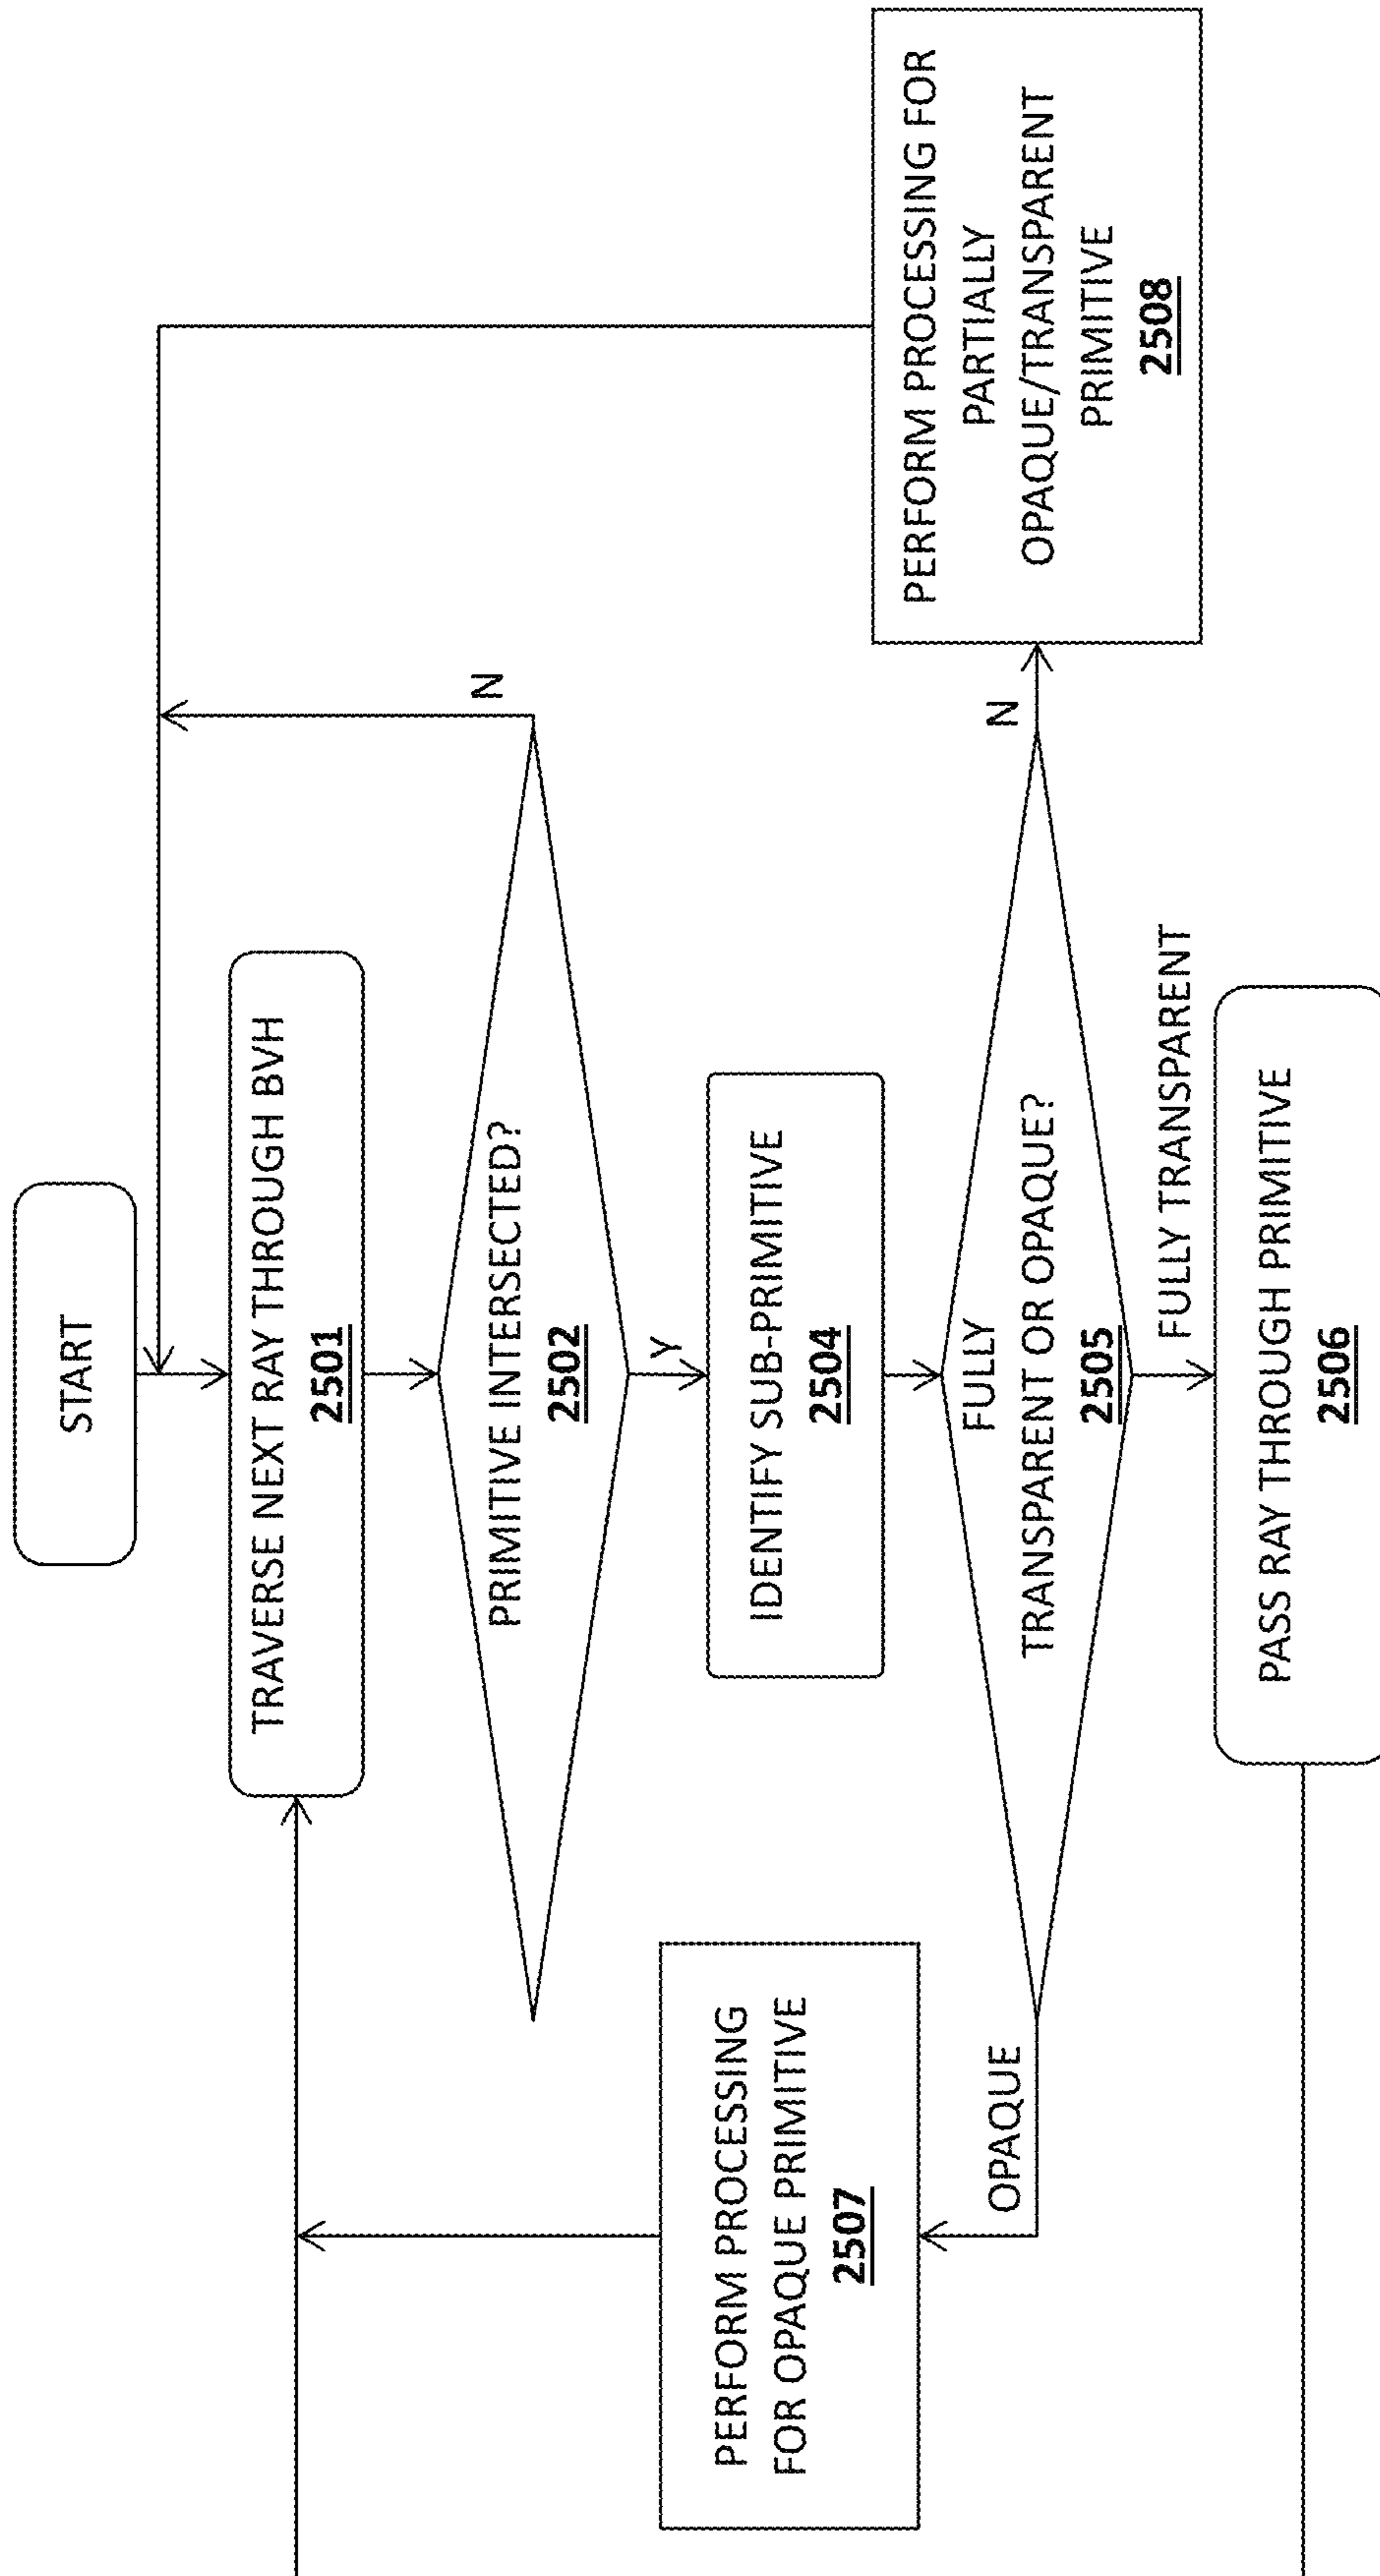 START
TRAVERSE NEXT RAY THROUGH BVH
2501
PRIMITIVE INTERSECTED?
2502
N
Y
IDENTIFY SUB-PRIMITIVE
2504
FULLY
TRANSPARENT OR OPAQUE?
2505
OPAQUE
N
FULLY TRANSPARENT
PERFORM PROCESSING
FOR OPAQUE PRIMITIVE
2507
PERFORM PROCESSING FOR
PARTIALLY
OPAQUE/TRANSPARENT
PRIMITIVE
2508
PASS RAY THROUGH PRIMITIVE
2506